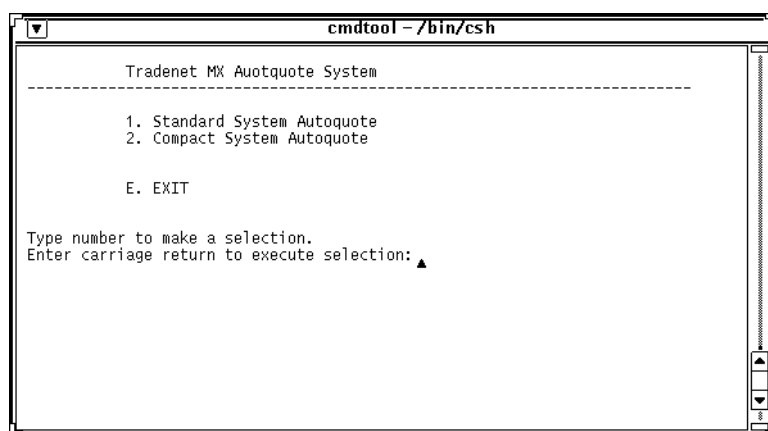 cmdtool – /bin/csh
Tradenet MX Auotquote System
--------------------------------------------------------------------------
1. Standard System Autoquote
2. Compact System Autoquote
E. EXIT
Type number to make a selection.
Enter carriage return to execute selection: